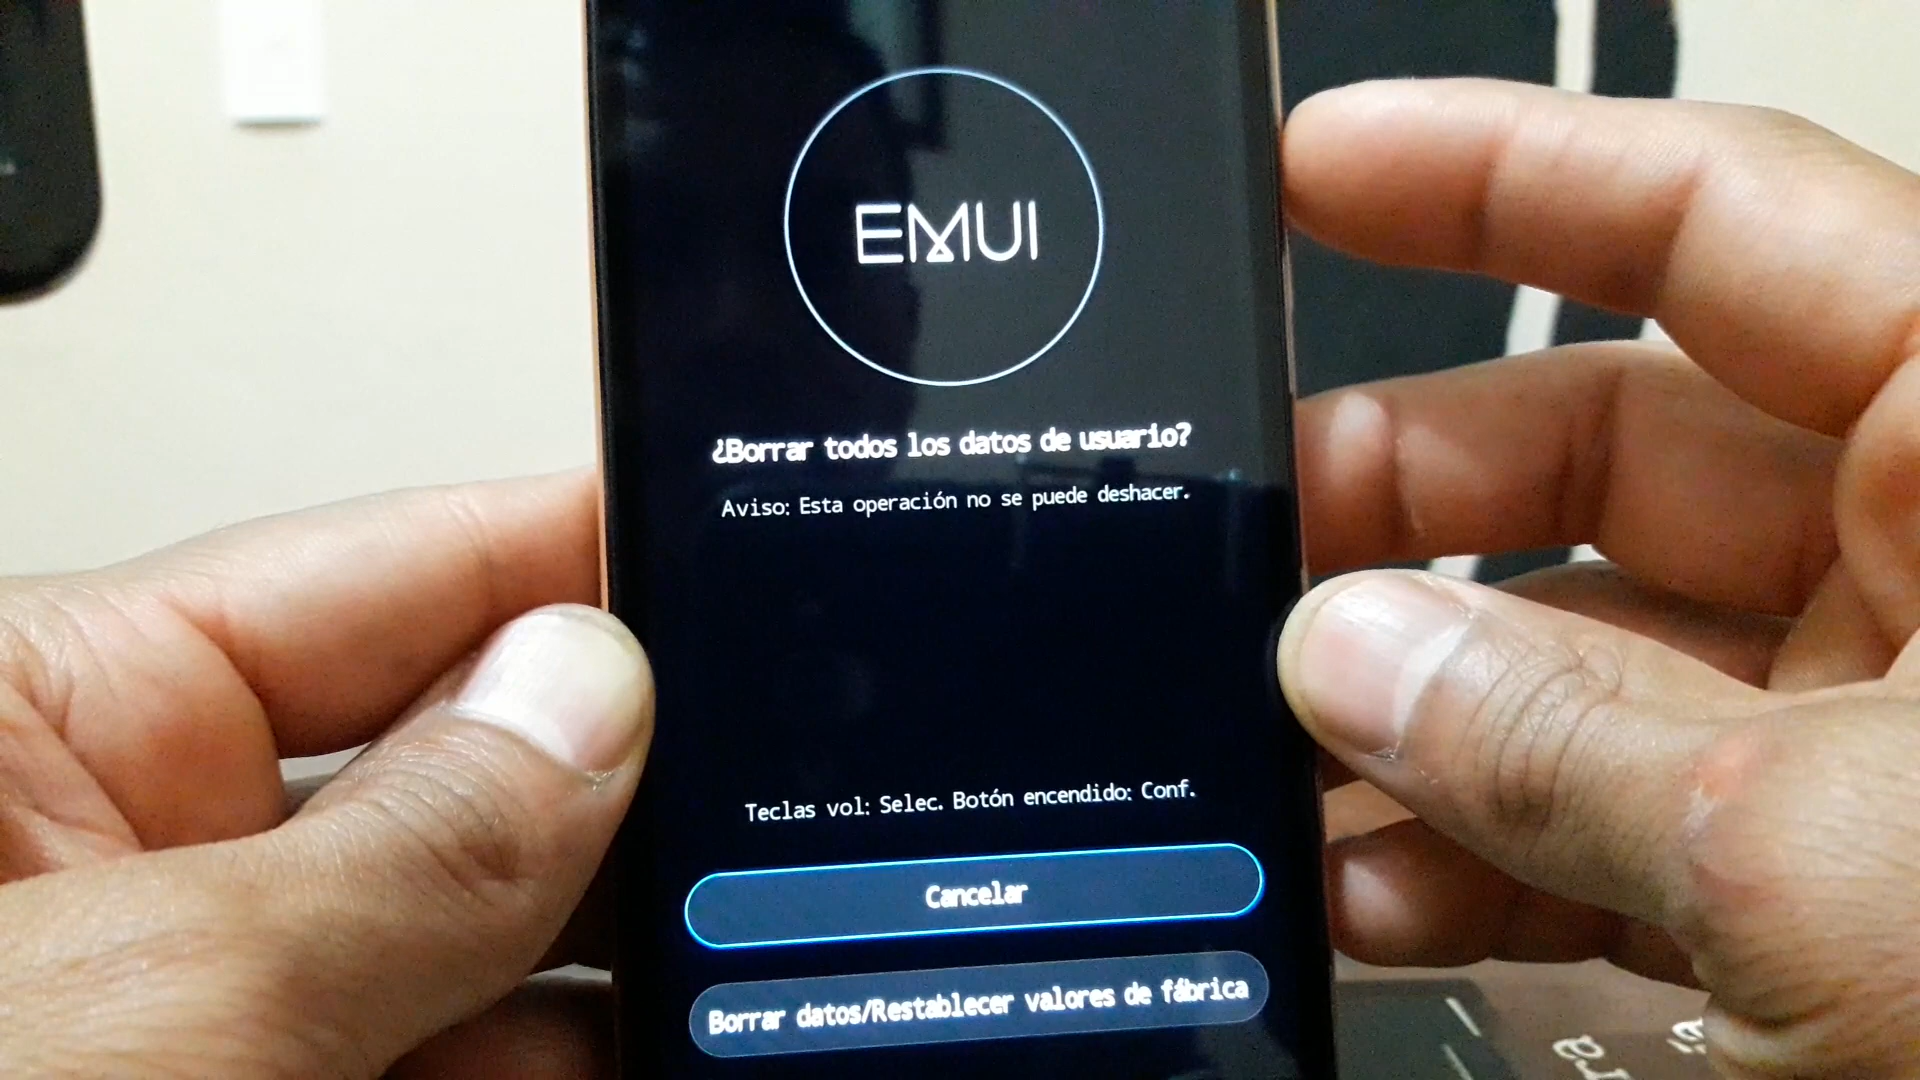 EMUI
¿Borrar todos los datos de usuario?
Aviso: Esta operación no se puede deshacer.
Teclas vol: Selec. Botón encendido: Conf.
Cancelar
Borrar datos/Restablecer valores de fábrica